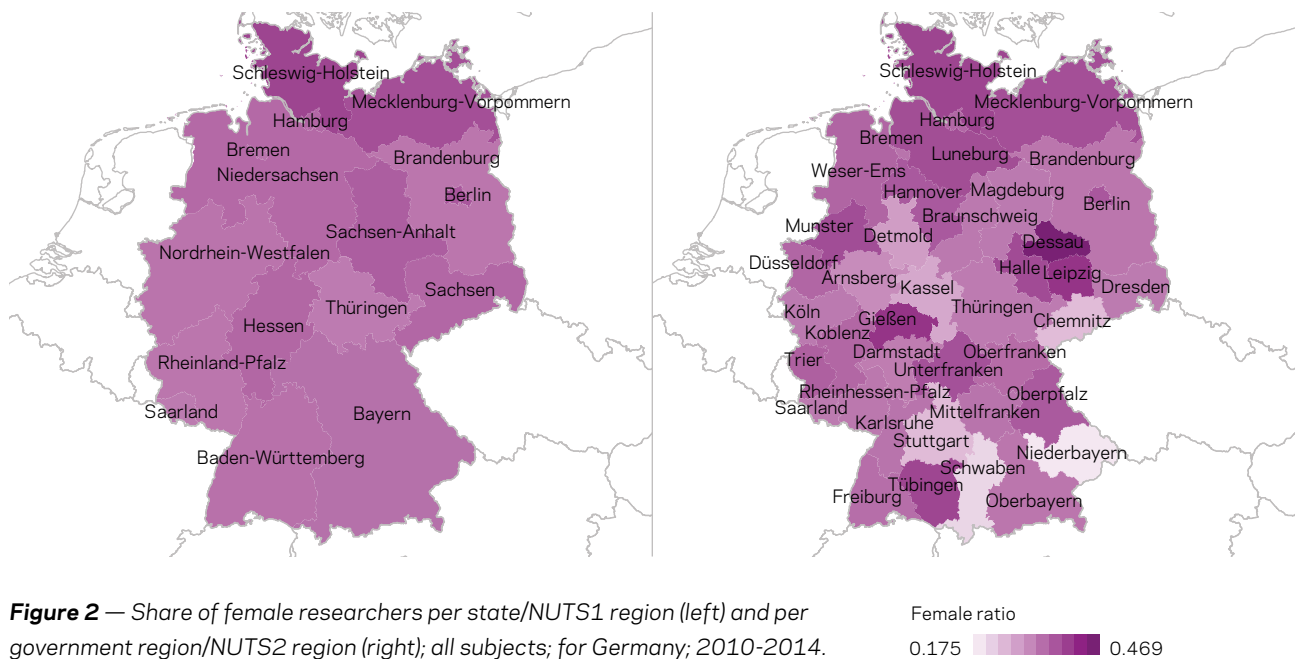 Schleswig-Holstein
Mecklenburg-Vorpommern
Hamburg
Bremen
Brandenburg
Niedersachsen
Berlin
Sachsen-Anhalt
Nordrhein-Westfalen
Sachsen
Thüringen
Hessen
Rheinland-Pfalz
Saarland
Bayern
Baden-Württemberg
Schleswig-Holstein
Mecklenburg-Vorpommern
Hamburg
Bremen
Luneburg
Brandenburg
Weser-Ems
Hannover
Magdeburg
Berlin
Braunschweig
Munster
Detmold
Dessau
Düsseldorf
Halle
Leipzig
Arnsberg
Kassel
Dresden
Thüringen
Köln
Gießen
Chemnitz
Koblenz
Darmstadt
Oberfranken
Trier
Unterfranken
Rheinhessen-Pfalz
Oberpfalz
Saarland
Mittelfranken
Karlsruhe
Stuttgart
Niederbayern
Schwaben
Tübingen
Freiburg
Oberbayern
Figure 2 — Share of female researchers per state/NUTS1 region (left) and per
government region/NUTS2 region (right); all subjects; for Germany; 2010-2014.
Female ratio
0.175 0.469